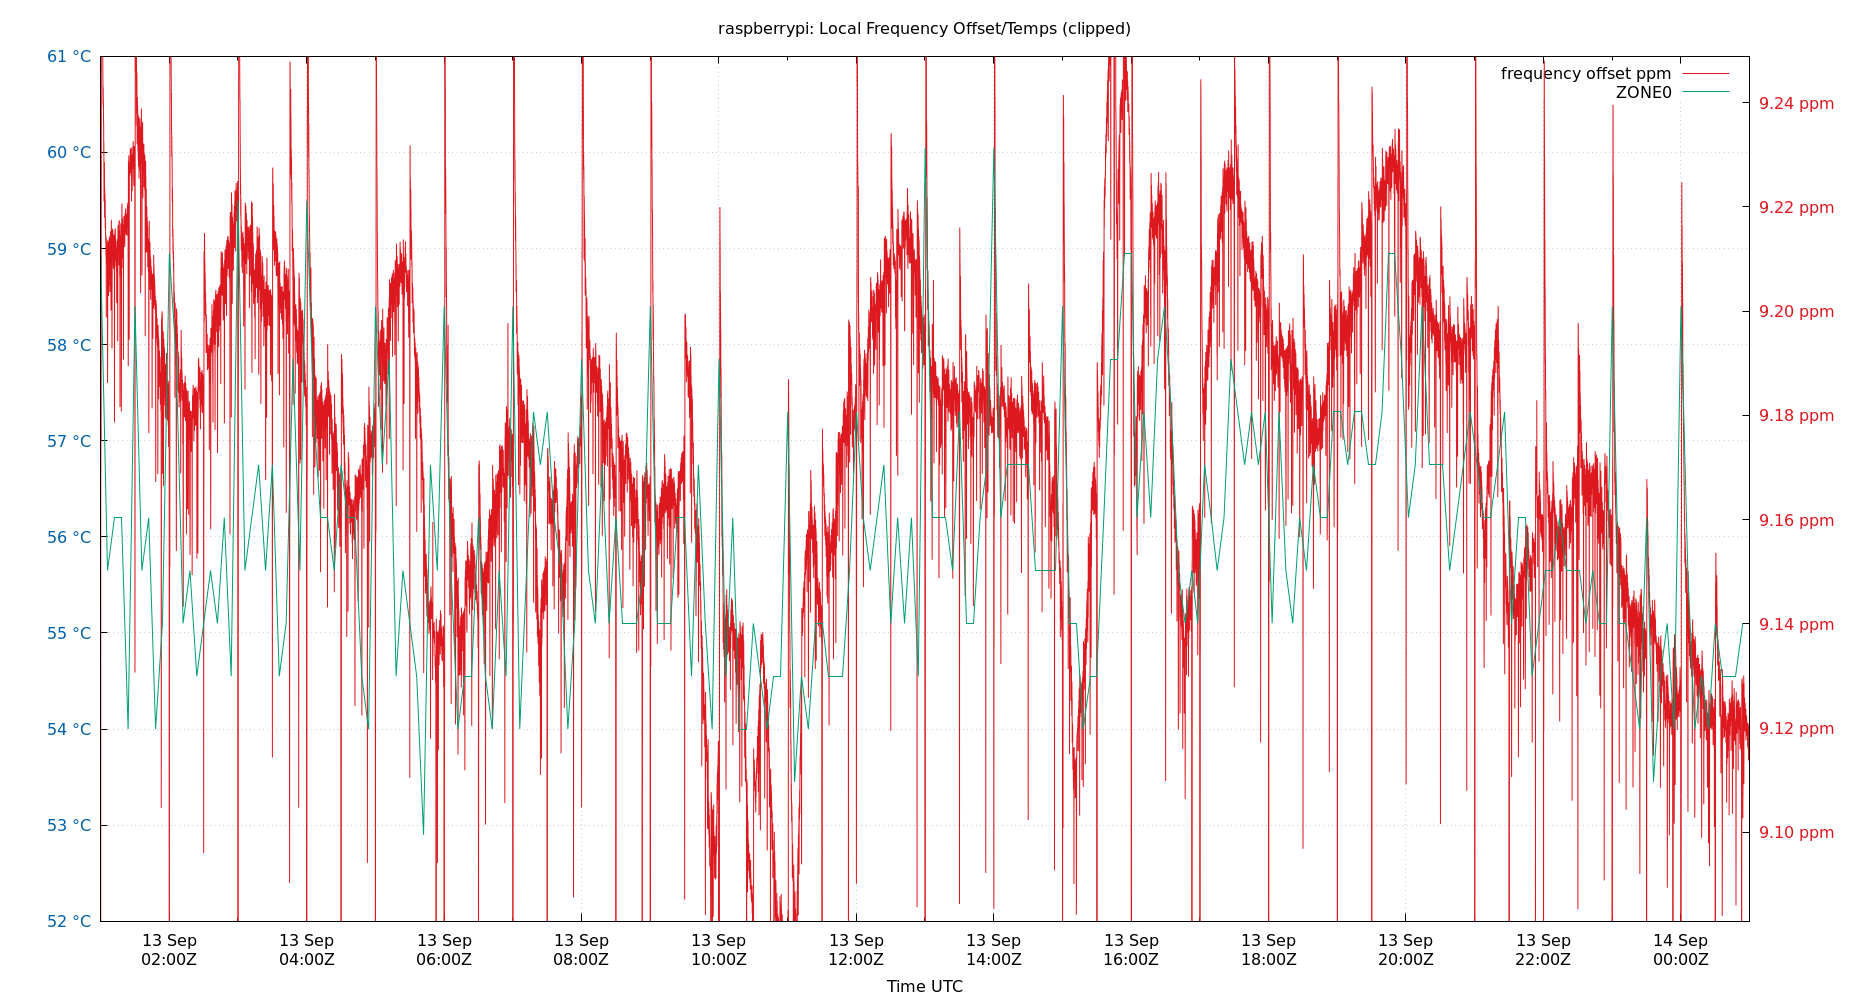 raspberrypi: Local Frequency Offset/Temps (clipped)
61 °C
60 °C
59 °C
58 °C
57 °C
56 °C
55 °C
54 °C
53 °C
52 °C
frequency offset ppm
ZONE0
9.24 ppm
9.22 ppm
9.20 ppm
9.18 ppm
9.16 ppm
9.14 ppm
9.12 ppm
9.10 ppm
13 Sep
02:00Z
13 Sep
04:00Z
13 Sep
06:00Z
13 Sep
08:00Z
13 Sep
10:00Z
13 Sep
12:00Z
13 Sep
14:00Z
13 Sep
16:00Z
13 Sep
18:00Z
13 Sep
20:00Z
13 Sep
22:00Z
14 Sep
00:00Z
Time UTC